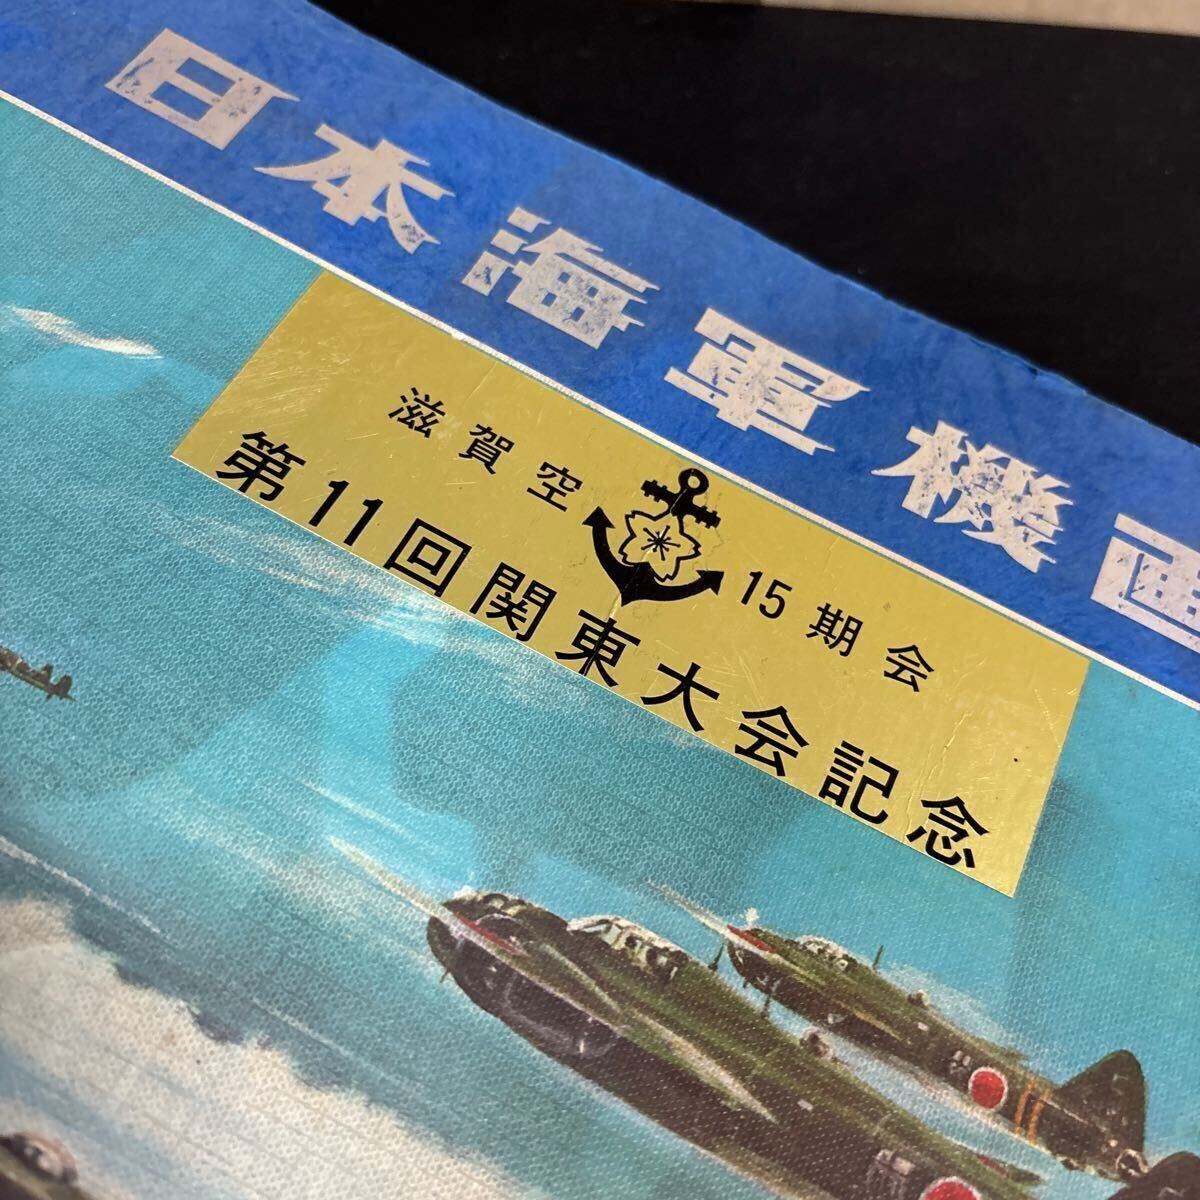 日本海軍機画
滋賀空 15期会
第11回関東大会記念